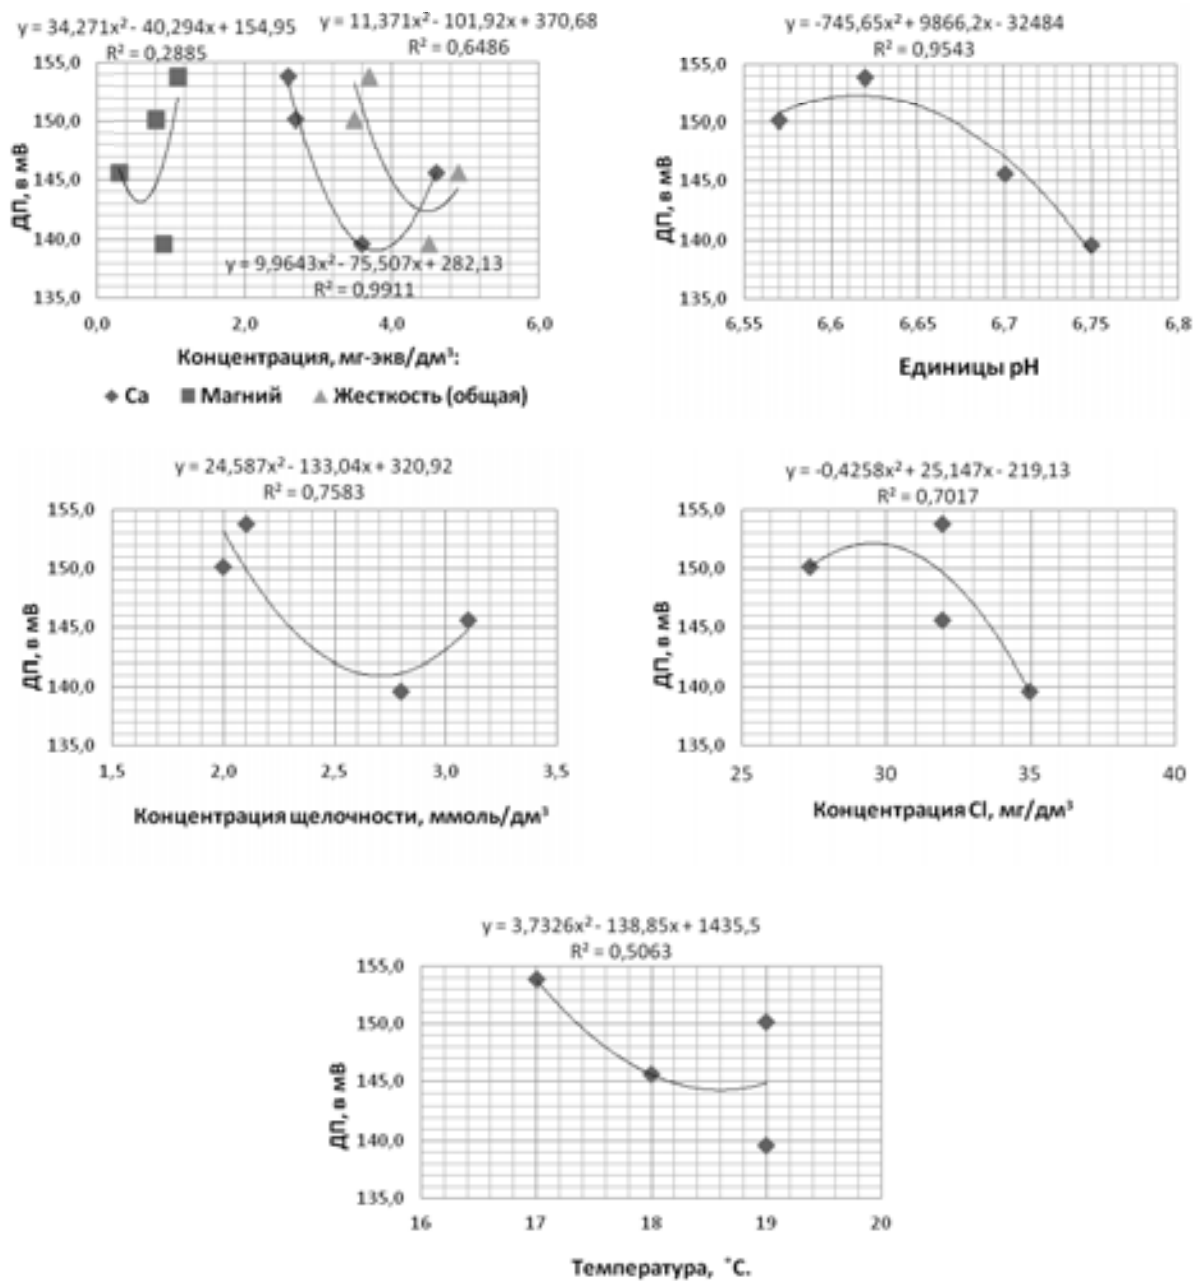 y = 34,271x² - 40,294x + 154,95
R² = 0,2885
y = 11,371x² - 101,92x + 370,68
R² = 0,6486
155,0
150,0
145,0
140,0
135,0
ДП, в мВ
y = 9,9643x² - 75,507x + 282,13
R² = 0,9911
0,0 2,0 4,0 6,0
Концентрация, мг-экв/дм³:
Ca Магний Жесткость (общая)
y = -745,65x² + 9866,2x - 32484
R² = 0,9543
155,0
150,0
145,0
140,0
135,0
ДП, в мВ
6,55 6,6 6,65 6,7 6,75 6,8
Единицы pH
y = 24,587x² - 133,04x + 320,92
R² = 0,7583
155,0
150,0
145,0
140,0
135,0
ДП, в мВ
1,5 2,0 2,5 3,0 3,5
Концентрация щелочности, ммоль/дм³
y = -0,4258x² + 25,147x - 219,13
R² = 0,7017
155,0
150,0
145,0
140,0
135,0
ДП, в мВ
25 30 35 40
Концентрация Cl, мг/дм³
y = 3,7326x² - 138,85x + 1435,5
R² = 0,5063
155,0
150,0
145,0
140,0
135,0
ДП, в мВ
16 17 18 19 20
Температура, ˚С.